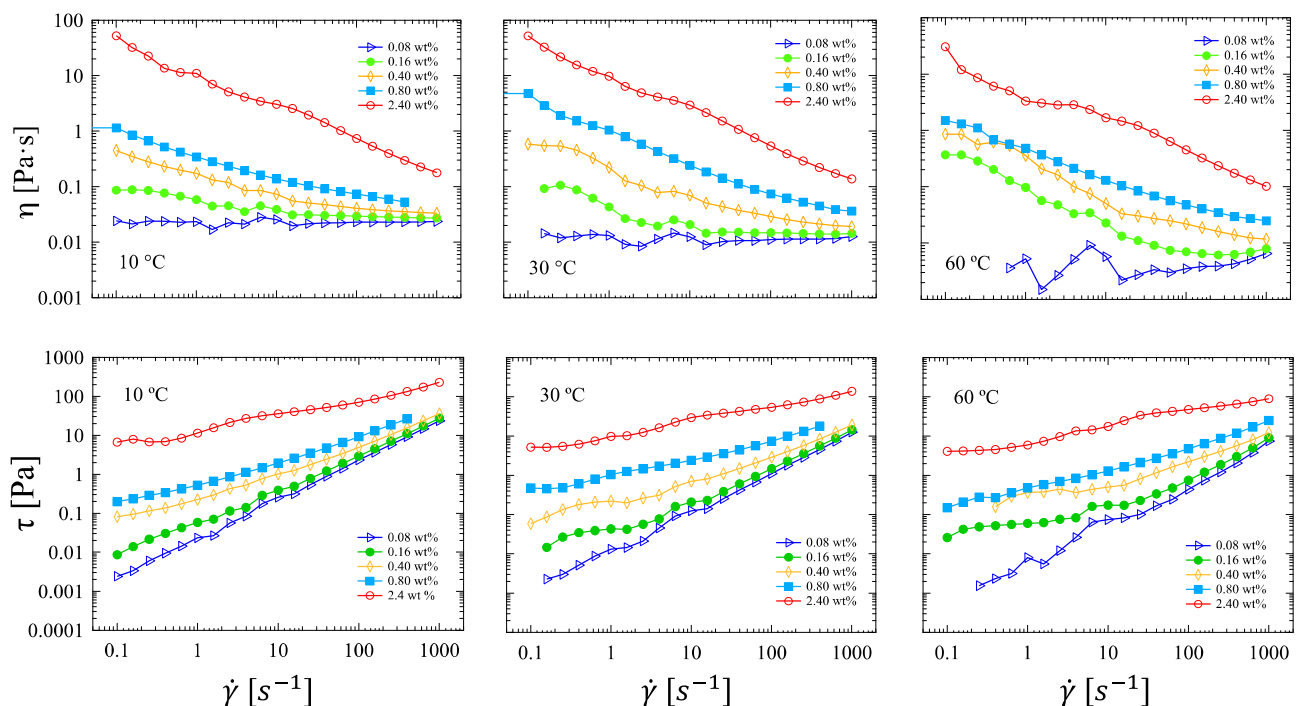 η [Pa·s]
100
10
1
0.1
0.01
0.001
0.08 wt%
0.16 wt%
0.40 wt%
0.80 wt%
2.40 wt%
10 ºC
0.08 wt%
0.16 wt%
0.40 wt%
0.80 wt%
2.40 wt%
30 ºC
0.08 wt%
0.16 wt%
0.40 wt%
0.80 wt%
2.40 wt%
60 ºC
τ [Pa]
1000
100
10
1
0.1
0.01
0.001
0.0001
10 ºC
0.08 wt%
0.16 wt%
0.40 wt%
0.80 wt%
2.4 wt %
0.1 1 10 100 1000
γ̇ [s⁻¹]
30 ºC
0.08 wt%
0.16 wt%
0.40 wt%
0.80 wt%
2.40 wt%
0.1 1 10 100 1000
γ̇ [s⁻¹]
60 ºC
0.08 wt%
0.16 wt%
0.40 wt%
0.80 wt%
2.40 wt%
0.1 1 10 100 1000
γ̇ [s⁻¹]